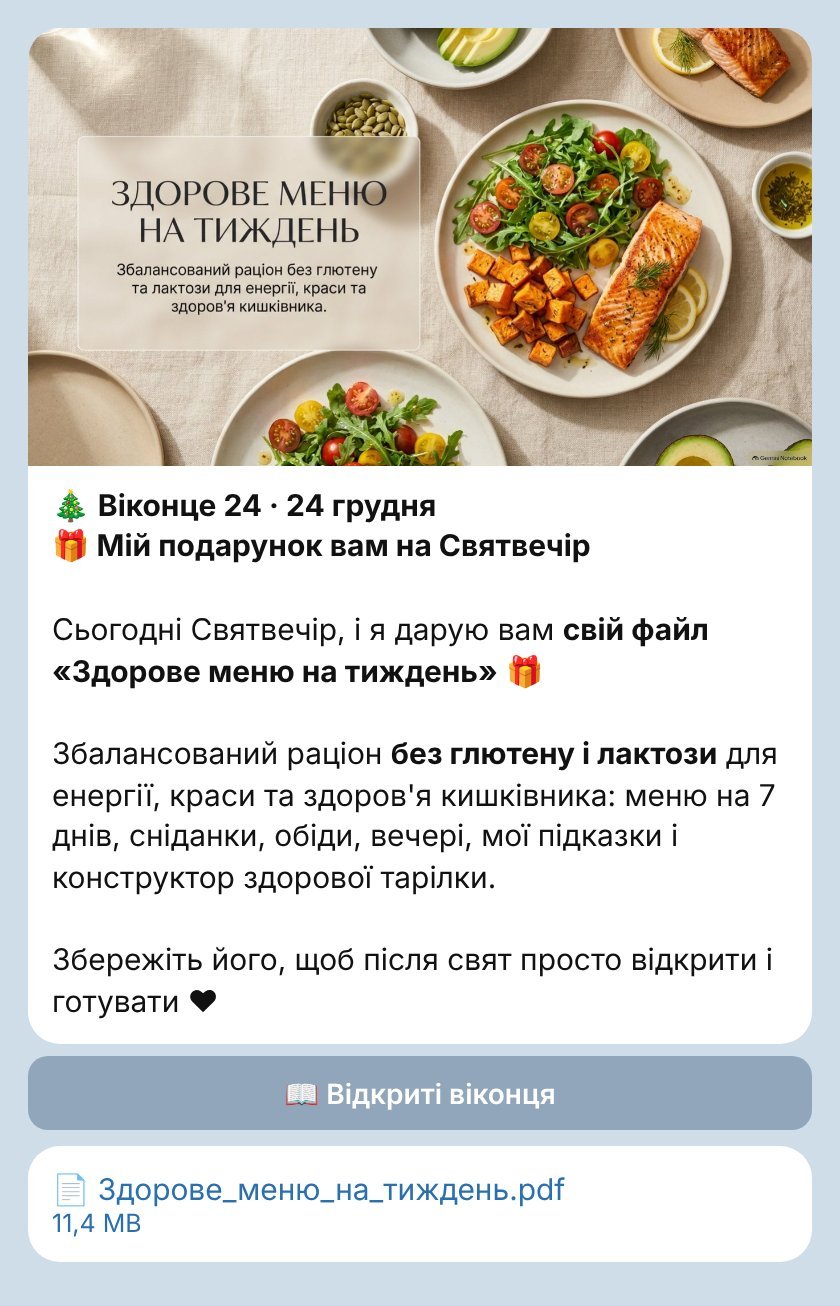 ЗДОРОВЕ МЕНЮ
НА ТИЖДЕНЬ
Збалансований раціон без глютену
та лактози для енергії, краси та
здоров'я кишківника.
Gemini Notebook
🎄 Віконце 24 · 24 грудня
🎁 Мій подарунок вам на Святвечір
Сьогодні Святвечір, і я дарую вам свій файл
«Здорове меню на тиждень» 🎁
Збалансований раціон без глютену і лактози для
енергії, краси та здоров'я кишківника: меню на 7
днів, сніданки, обіди, вечері, мої підказки і
конструктор здорової тарілки.
Збережіть його, щоб після свят просто відкрити і
готувати ♥
📖 Відкриті віконця
📄 Здорове_меню_на_тиждень.pdf
11,4 MB